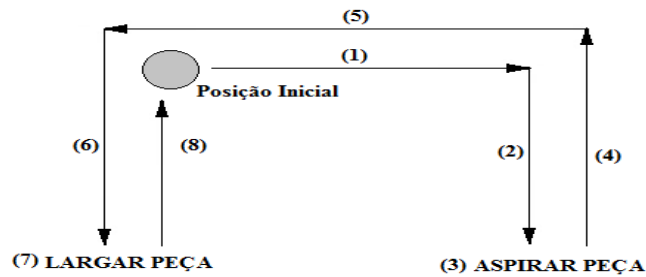 (5)
(1)
Posição Inicial
(6)
(8)
(2)
(4)
(7) LARGAR PEÇA
(3) ASPIRAR PEÇA